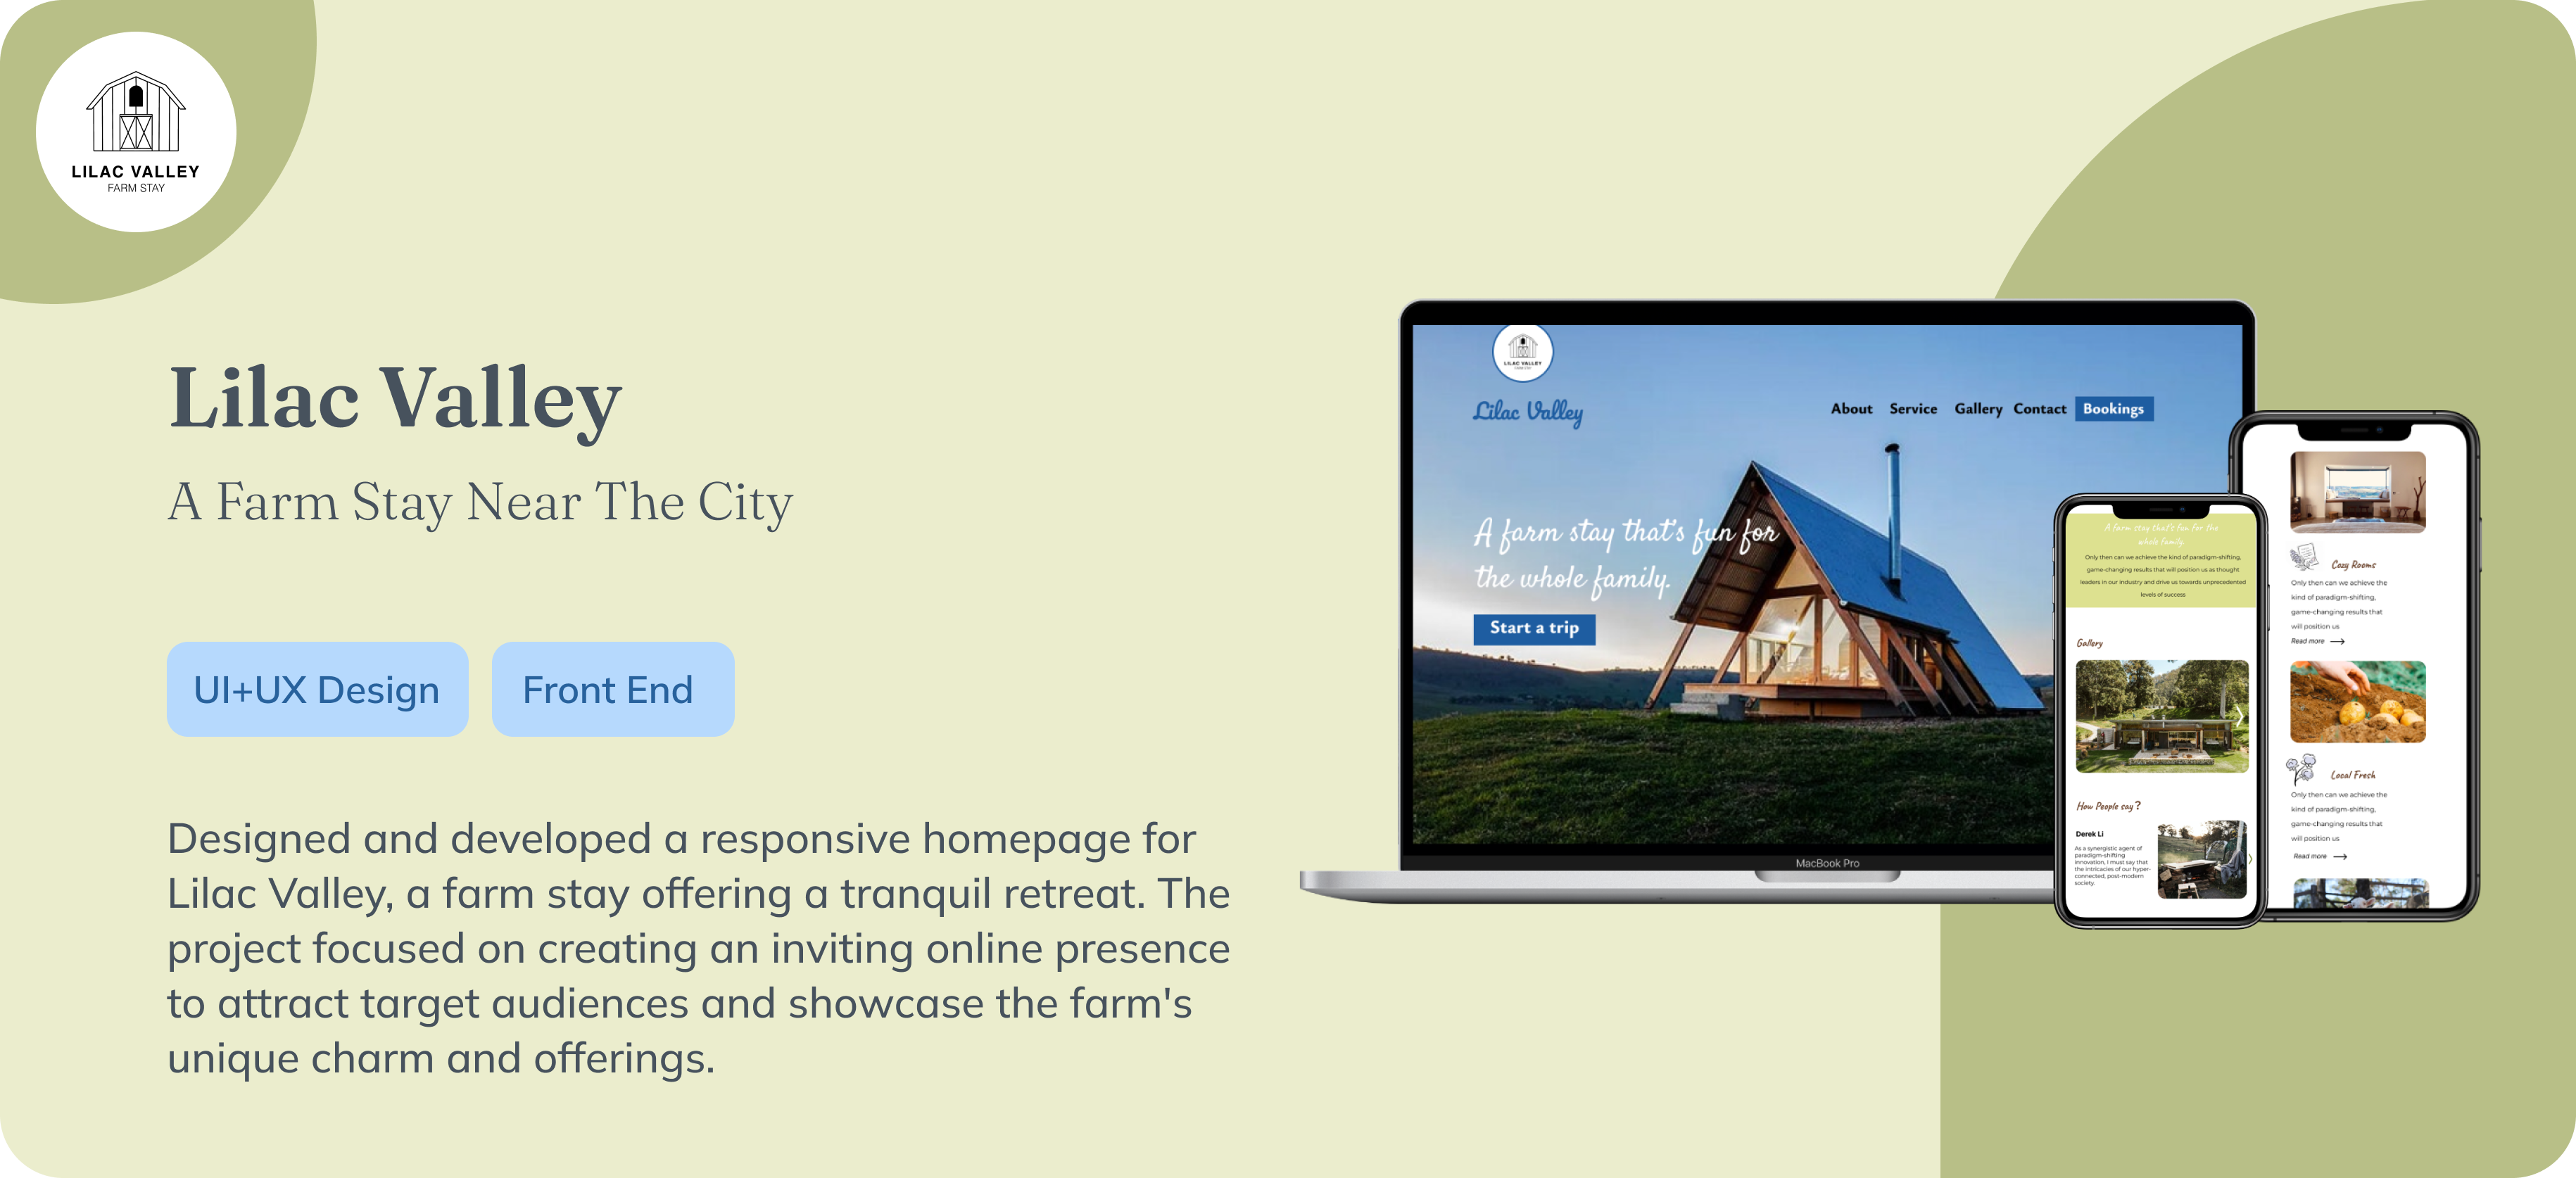 LILAC VALLEY
FARM STAY
Lilac Valley
A Farm Stay Near The City
UI+UX Design
Front End
Designed and developed a responsive homepage for
Lilac Valley, a farm stay offering a tranquil retreat. The
project focused on creating an inviting online presence
to attract target audiences and showcase the farm's
unique charm and offerings.
LILAC VALLEY
FARM STAY
Lilac Valley
About Service Gallery Contact Bookings
A farm stay that's fun for
the whole family.
Start a trip
MacBook Pro
A farm stay that's fun for the
whole family
Only then can we achieve the kind of paradigm-shifting,
game-changing results that will position us as thought
leaders in our industry and drive us towards unprecedented
levels of success
Gallery
How People say?
Derek Li
As a synergistic agent of
paradigm-shifting
innovation, I must say that
the intricacies of our hyper-
connected, post-modern
society.
Cozy Rooms
Only then can we achieve the
kind of paradigm-shifting,
game-changing results that
will position us
Read more
Local Fresh
Only then can we achieve the
kind of paradigm-shifting,
game-changing results that
will position us
Read more